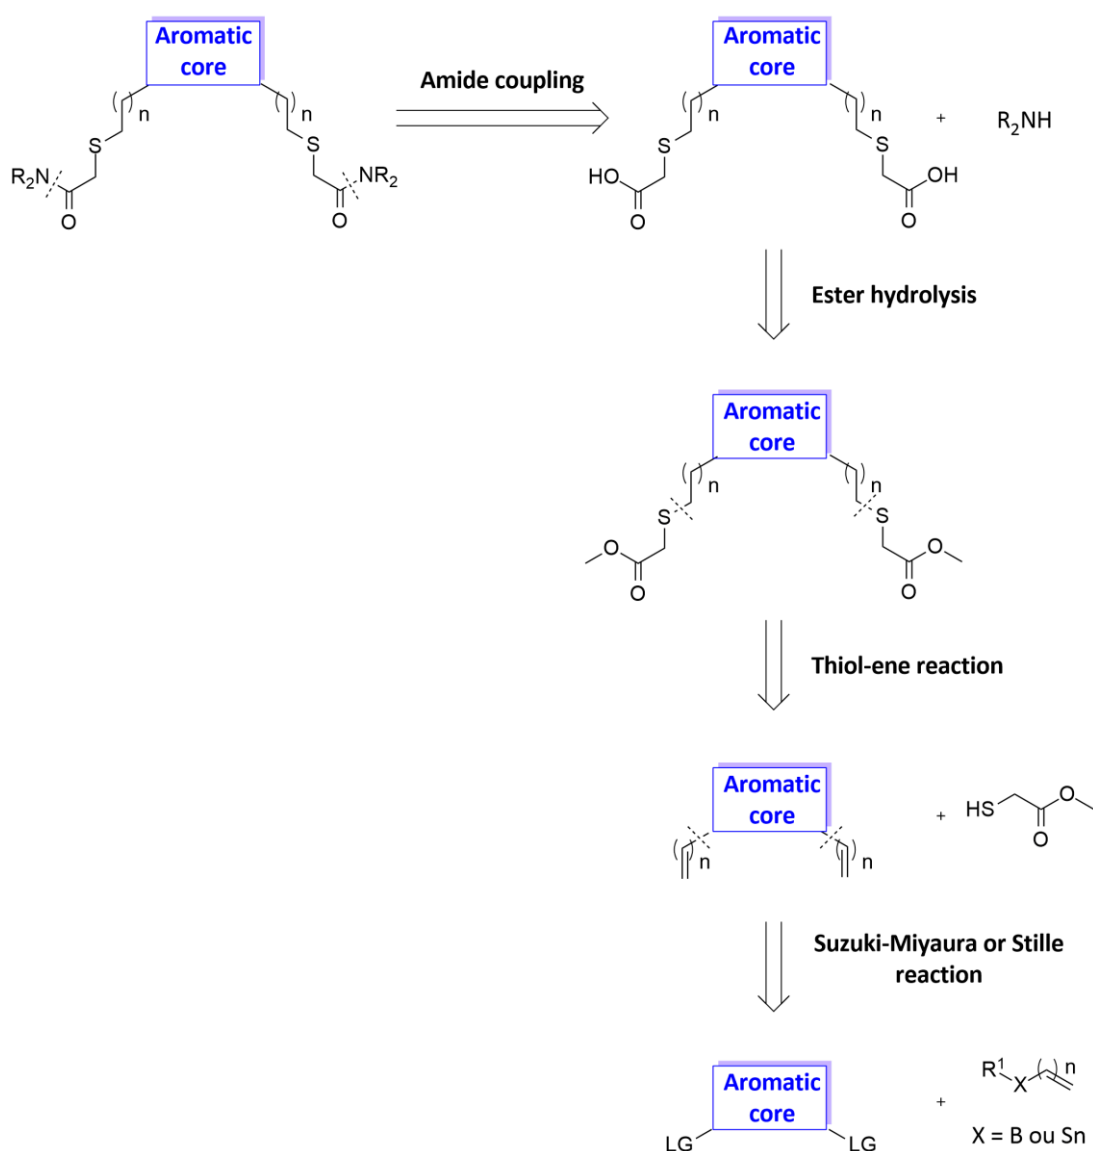 Aromatic
core
( )n
( )n
S
S
R₂N
NR₂
O
O
Amide coupling
Aromatic
core
( )n
( )n
S
S
HO
OH
O
O
+
R₂NH
Ester hydrolysis
Aromatic
core
( )n
( )n
S
S
O
O
O
O
Thiol-ene reaction
Aromatic
core
( )n
( )n
+
HS
O
O
Suzuki-Miyaura or Stille
reaction
Aromatic
core
LG
LG
+
R¹
X
( )n
X = B ou Sn